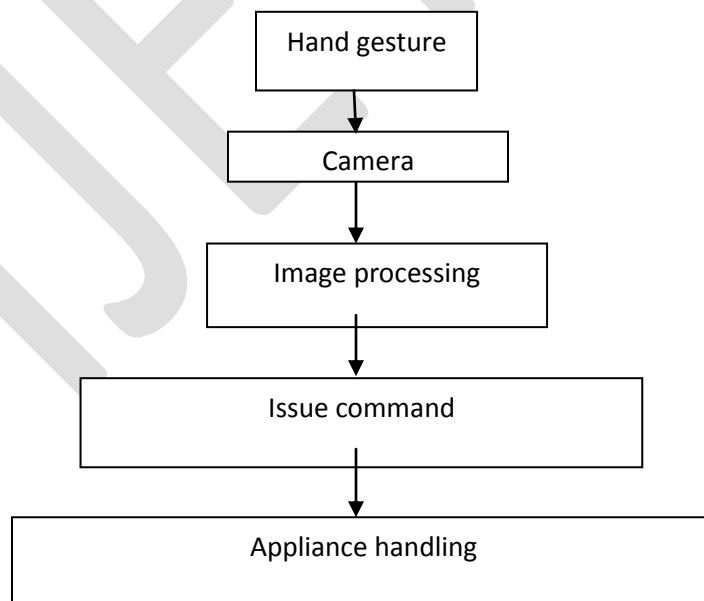 Hand gesture
Camera
Image processing
Issue command
Appliance handling